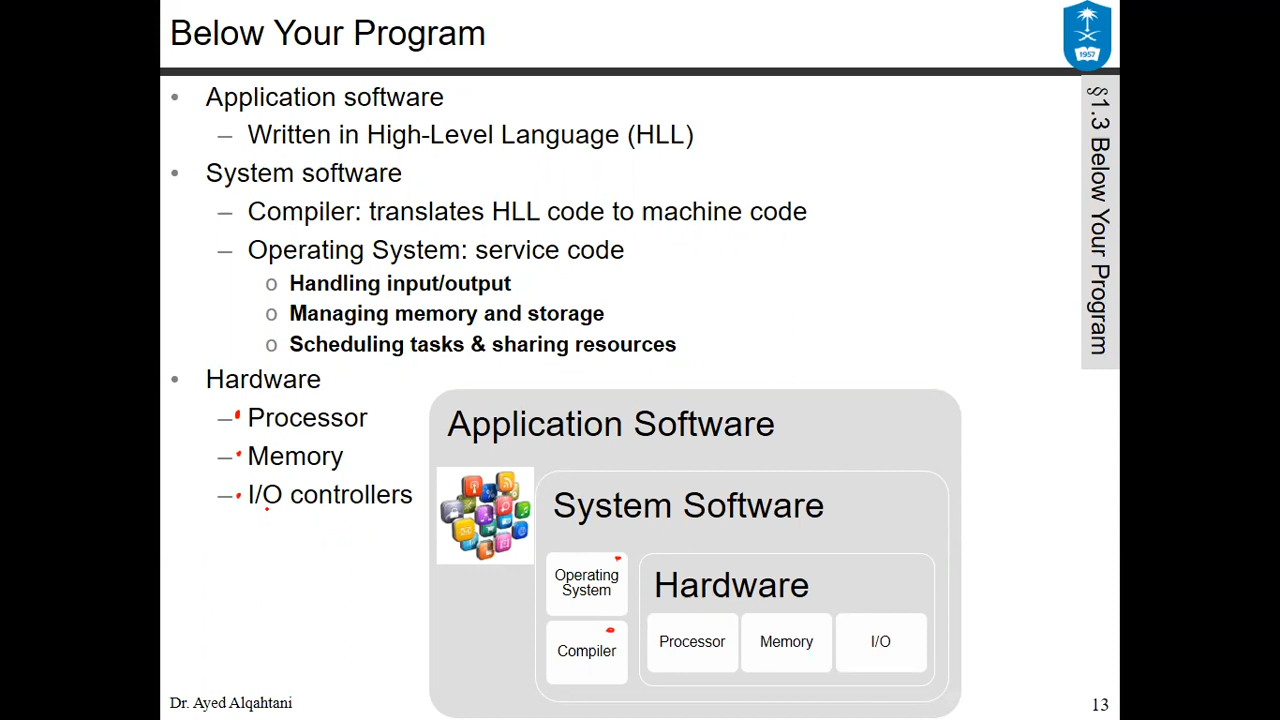 Below Your Program
1957
§1.3 Below Your Program
• Application software
– Written in High-Level Language (HLL)
• System software
– Compiler: translates HLL code to machine code
– Operating System: service code
o Handling input/output
o Managing memory and storage
o Scheduling tasks & sharing resources
• Hardware
– Processor
– Memory
– I/O controllers
Application Software
System Software
Operating
System
Compiler
Hardware
Processor
Memory
I/O
Dr. Ayed Alqahtani
13